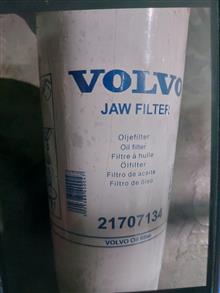 VOLVO
JAW FILTER
Oljefilter
Oil filter
Filtre à huile
Ölfilter
Filtro de aceite
Filtro de óleo
21707134
VOLVO Oil filter